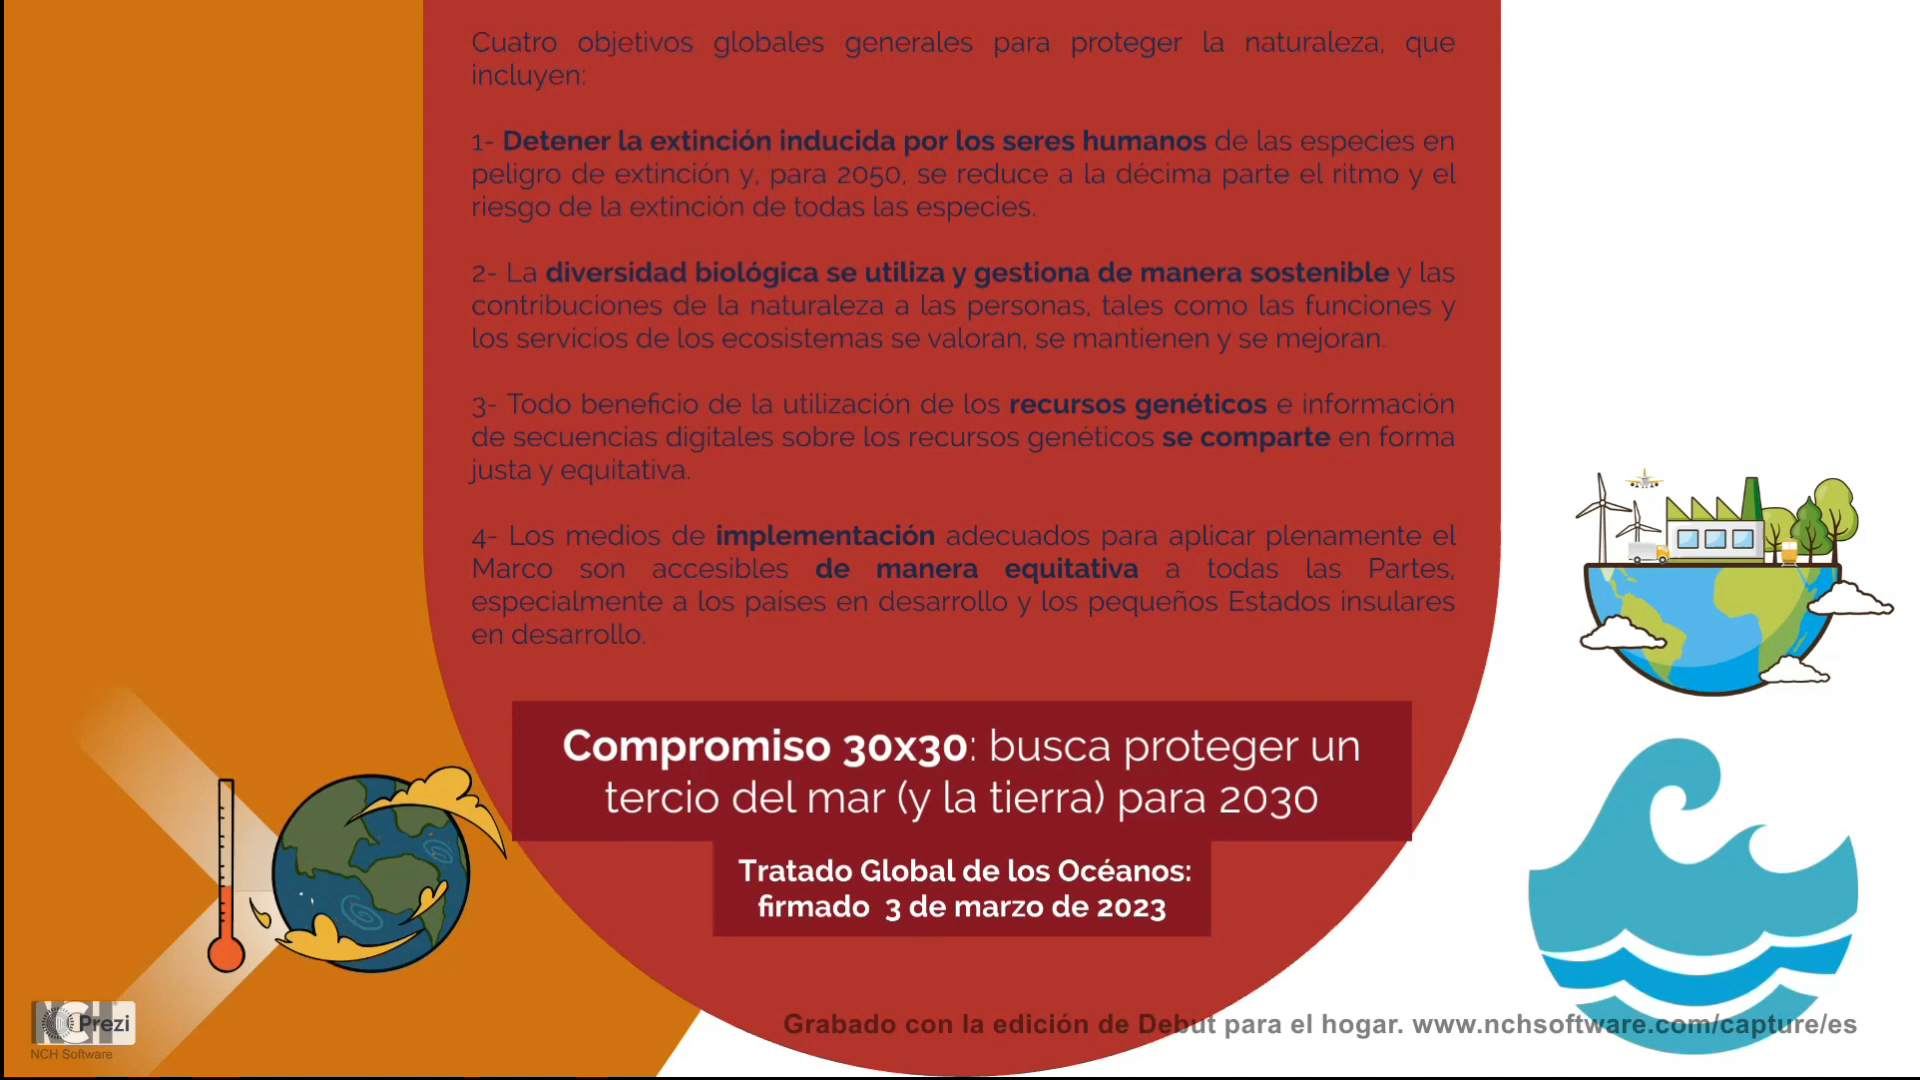 Cuatro objetivos globales generales para proteger la naturaleza, que
incluyen:
1- Detener la extinción inducida por los seres humanos de las especies en
peligro de extinción y, para 2050, se reduce a la décima parte el ritmo y el
riesgo de la extinción de todas las especies.
2- La diversidad biológica se utiliza y gestiona de manera sostenible y las
contribuciones de la naturaleza a las personas, tales como las funciones y
los servicios de los ecosistemas se valoran, se mantienen y se mejoran.
3- Todo beneficio de la utilización de los recursos genéticos e información
de secuencias digitales sobre los recursos genéticos se comparte en forma
justa y equitativa.
4- Los medios de implementación adecuados para aplicar plenamente el
Marco son accesibles de manera equitativa a todas las Partes,
especialmente a los países en desarrollo y los pequeños Estados insulares
en desarrollo.
Compromiso 30x30: busca proteger un
tercio del mar (y la tierra) para 2030
Tratado Global de los Océanos:
firmado 3 de marzo de 2023
NCH
Prezi
NCH Software
Grabado con la edición de Debut para el hogar. www.nchsoftware.com/capture/es